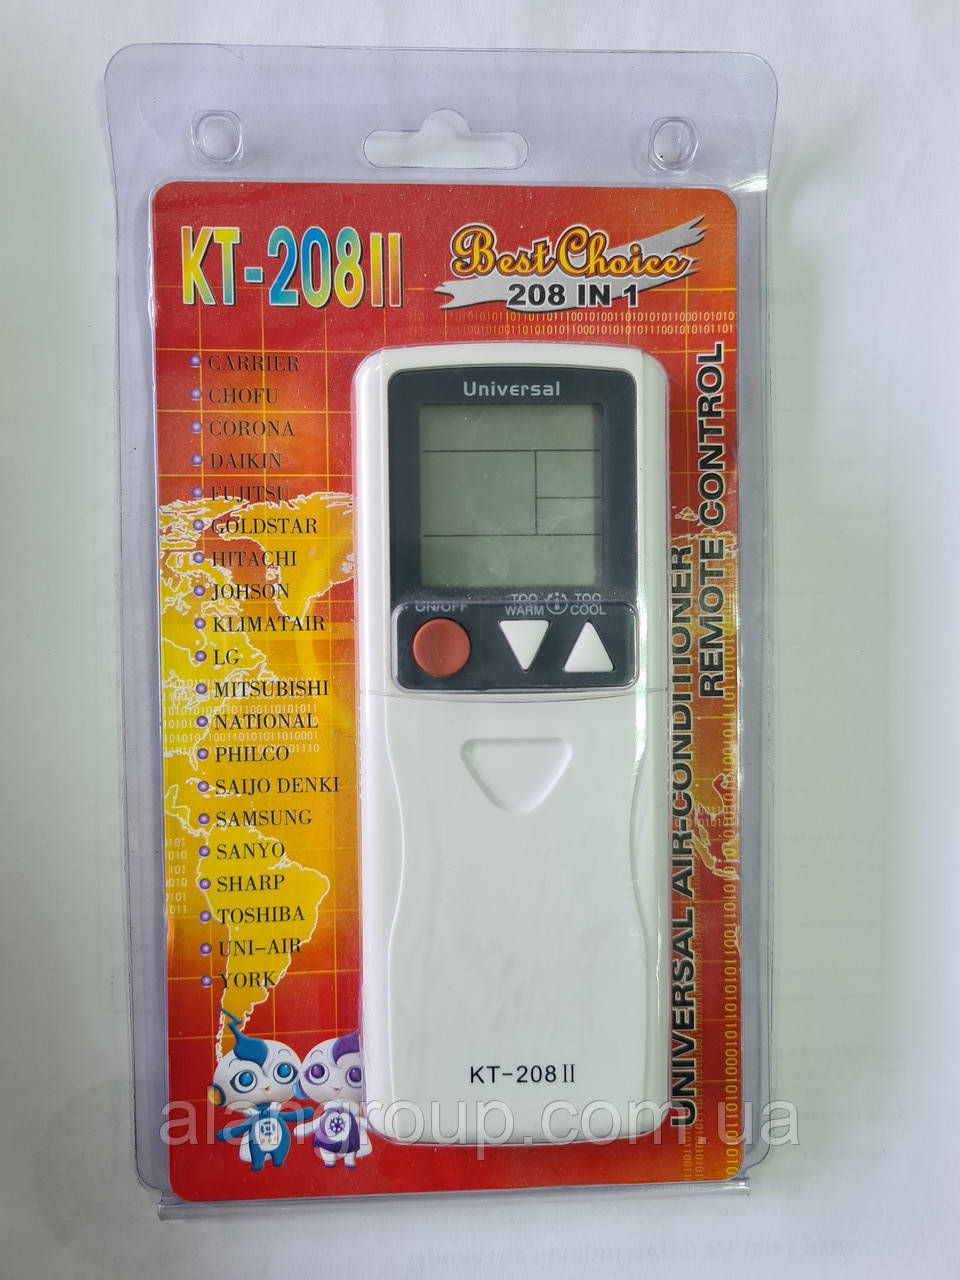 KT-208II
Best Choice
208 IN 1
CARRIER
CHOFU
CORONA
DAIKIN
FUJITSU
GOLDSTAR
HITACHI
JOHSON
KLIMATAIR
LG
MITSUBISHI
NATIONAL
PHILCO
SAIJO DENKI
SAMSUNG
SANYO
SHARP
TOSHIBA
UNI-AIR
YORK
Universal
ON/OFF
TOO WARM
TOO COOL
KT-208II
UNIVERSAL AIR-CONDITIONER
REMOTE CONTROL
alangroup.com.ua